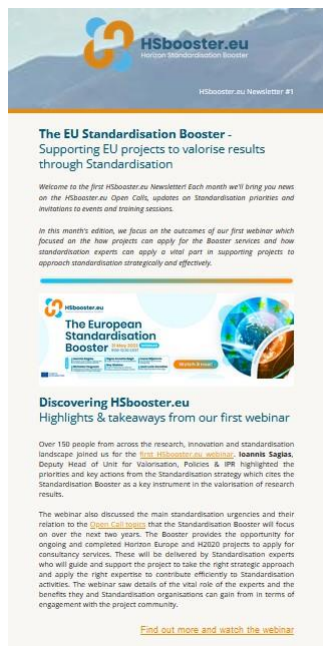 HSbooster.eu
Horizon Standardisation Booster
HSbooster.eu Newsletter #1
The EU Standardisation Booster -
Supporting EU projects to valorise results
through Standardisation
Welcome to the first HSbooster.eu Newsletter! Each month we'll bring you news
on the HSbooster.eu Open Calls, updates on Standardisation priorities and
invitations to events and training sessions.
In this month's edition, we focus on the outcomes of our first webinar which
focused on the how projects can apply for the Booster services and how
standardisation experts can apply a vital part in supporting projects to
approach standardisation strategically and effectively.
HSbooster.eu
The European
Standardisation
Booster
Discovering HSbooster.eu
Highlights & takeaways from our first webinar
Over 150 people from across the research, innovation and standardisation
landscape joined us for the first HSbooster.eu webinar. Ioannis Sagias,
Deputy Head of Unit for Valorisation, Policies & IPR highlighted the
priorities and key actions from the Standardisation strategy which cites the
Standardisation Booster as a key instrument in the valorisation of research
results.
The webinar also discussed the main standardisation urgencies and their
relation to the Open Call topics that the Standardisation Booster will focus
on over the next two years. The Booster provides the opportunity for
ongoing and completed Horizon Europe and H2020 projects to apply for
consultancy services. These will be delivered by Standardisation experts
who will guide and support the project to take the right strategic approach
and apply the right expertise to contribute efficiently to Standardisation
activities. The webinar saw details of the vital role of the experts and the
benefits they and Standardisation organisations can gain from in terms of
engagement with the project community.
Find out more and watch the webinar